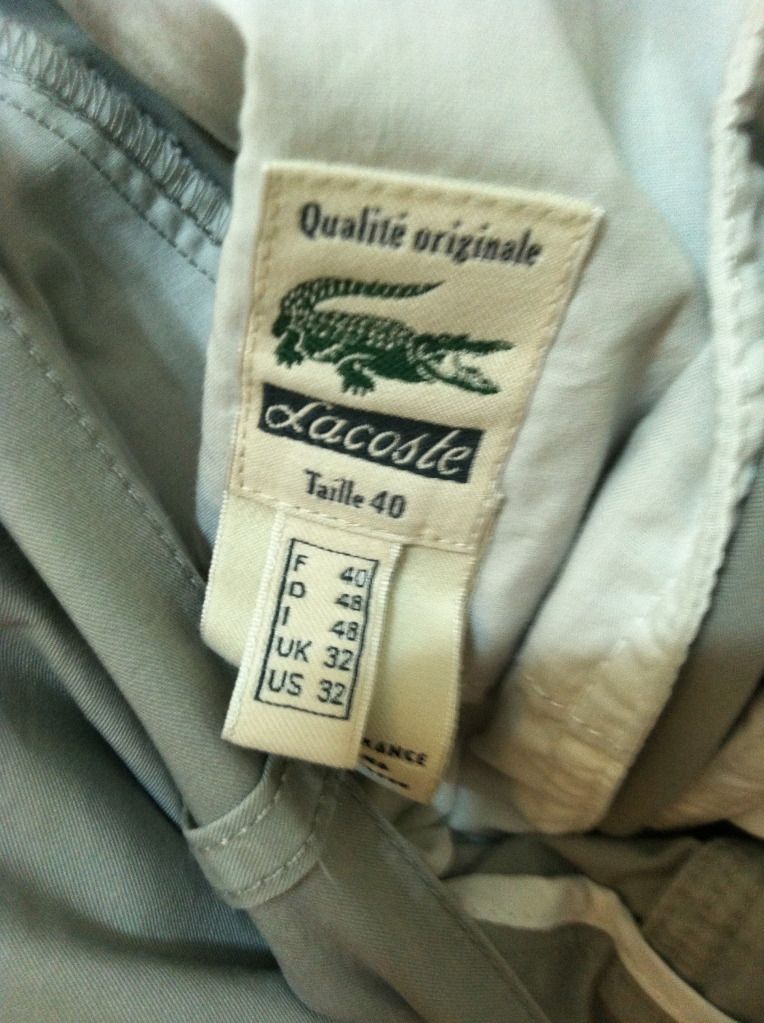 Qualité originale
Lacoste
Taille 40
F 40
D 48
I 48
UK 32
US 32